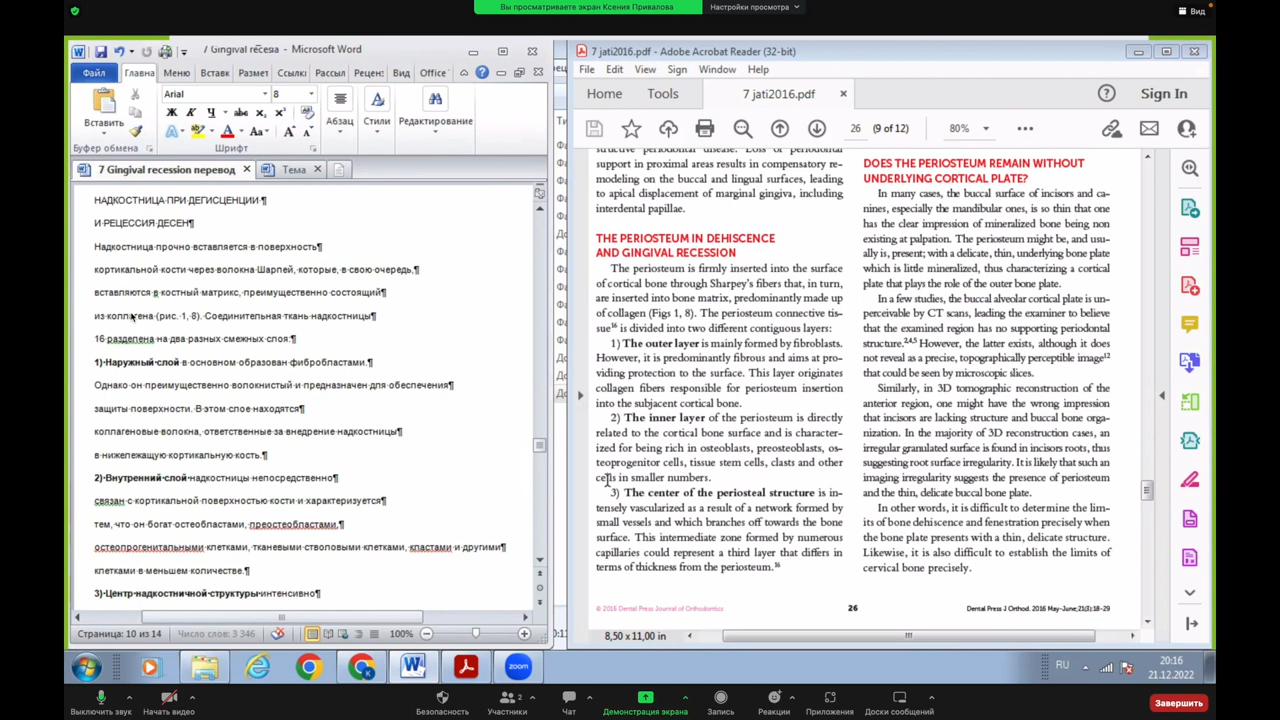 Вы просматриваете экран Ксения Привалова
Настройки просмотра
Вид
7 Gingival recesa - Microsoft Word
Файл Главна Меню Вставк Размет Ссылкі Рассыл Рецен: Вид Office
Вставить
Arial 8
Ж К Ч abc x₂ x²
Aa
Абзац Стили Редактирование
Буфер обмена Шрифт
7 Gingival recession перевод Тема
НАДКОСТНИЦА·ПРИ·ДЕГИСЦЕНЦИИ·¶
И·РЕЦЕССИЯ·ДЕСЕН¶
Надкостница·прочно·вставляется·в·поверхность¶
кортикальной·кости·через·волокна·Шарпей,·которые,·в·свою·очередь,¶
вставляются·в·костный·матрикс,·преимущественно·состоящий¶
из·коллагена·(рис.·1,·8).·Соединительная·ткань·надкостницы¶
16·разделена·на·два·разных·смежных·слоя:¶
1)·Наружный·слой·в·основном·образован·фибробластами.¶
Однако·он·преимущественно·волокнистый·и·предназначен·для·обеспечения¶
защиты·поверхности.·В·этом·слое·находятся¶
коллагеновые·волокна,·ответственные·за·внедрение·надкостницы¶
в·нижележащую·кортикальную·кость.¶
2)·Внутренний·слой·надкостницы·непосредственно¶
связан·с·кортикальной·поверхностью·кости·и·характеризуется¶
тем,·что·он·богат·остеобластами,·преостеобластами,¶
остеопрогенитальными·клетками,·тканевыми·стволовыми·клетками,·кластами·и·другими¶
клетками·в·меньшем·количестве.¶
3)·Центр·надкостничной·структуры·интенсивно¶
Страница: 10 из 14 Число слов: 3 346 100%
7 jati2016.pdf - Adobe Acrobat Reader (32-bit)
File Edit View Sign Window Help
Home Tools 7 jati2016.pdf Sign In
26 (9 of 12) 80%
structive periodontal disease. Loss of periodontal
support in proximal areas results in compensatory re-
modeling on the buccal and lingual surfaces, leading
to apical displacement of marginal gingiva, including
interdental papillae.
THE PERIOSTEUM IN DEHISCENCE
AND GINGIVAL RECESSION
The periosteum is firmly inserted into the surface
of cortical bone through Sharpey's fibers that, in turn,
are inserted into bone matrix, predominantly made up
of collagen (Figs 1, 8). The periosteum connective tis-
sue¹⁶ is divided into two different contiguous layers:
1) The outer layer is mainly formed by fibroblasts.
However, it is predominantly fibrous and aims at pro-
viding protection to the surface. This layer originates
collagen fibers responsible for periosteum insertion
into the subjacent cortical bone.
2) The inner layer of the periosteum is directly
related to the cortical bone surface and is character-
ized for being rich in osteoblasts, preosteoblasts, os-
teoprogenitor cells, tissue stem cells, clasts and other
cells in smaller numbers.
3) The center of the periosteal structure is in-
tensely vascularized as a result of a network formed by
small vessels and which branches off towards the bone
surface. This intermediate zone formed by numerous
capillaries could represent a third layer that differs in
terms of thickness from the periosteum.¹⁶
DOES THE PERIOSTEUM REMAIN WITHOUT
UNDERLYING CORTICAL PLATE?
In many cases, the buccal surface of incisors and ca-
nines, especially the mandibular ones, is so thin that one
has the clear impression of mineralized bone being non
existing at palpation. The periosteum might be, and usu-
ally is, present; with a delicate, thin, underlying bone plate
which is little mineralized, thus characterizing a cortical
plate that plays the role of the outer bone plate.
In a few studies, the buccal alveolar cortical plate is un-
perceivable by CT scans, leading the examiner to believe
that the examined region has no supporting periodontal
structure.²,⁴,⁵ However, the latter exists, although it does
not reveal as a precise, topographically perceptible image¹²
that could be seen by microscopic slices.
Similarly, in 3D tomographic reconstruction of the
anterior region, one might have the wrong impression
that incisors are lacking structure and buccal bone orga-
nization. In the majority of 3D reconstruction cases, an
irregular granulated surface is found in incisors roots, thus
suggesting root surface irregularity. It is likely that such an
imaging irregularity suggests the presence of periosteum
and the thin, delicate buccal bone plate.
In other words, it is difficult to determine the lim-
its of bone dehiscence and fenestration precisely when
the bone plate presents with a thin, delicate structure.
Likewise, it is also difficult to establish the limits of
cervical bone precisely.
© 2016 Dental Press Journal of Orthodontics 26 Dental Press J Orthod. 2016 May-June;21(3):18-29
8,50 x 11,00 in
zoom
RU
20:16
21.12.2022
Выключить звук Начать видео Безопасность Участники 2 Чат Демонстрация экрана Запись Реакции Приложения Доски сообщений Завершить